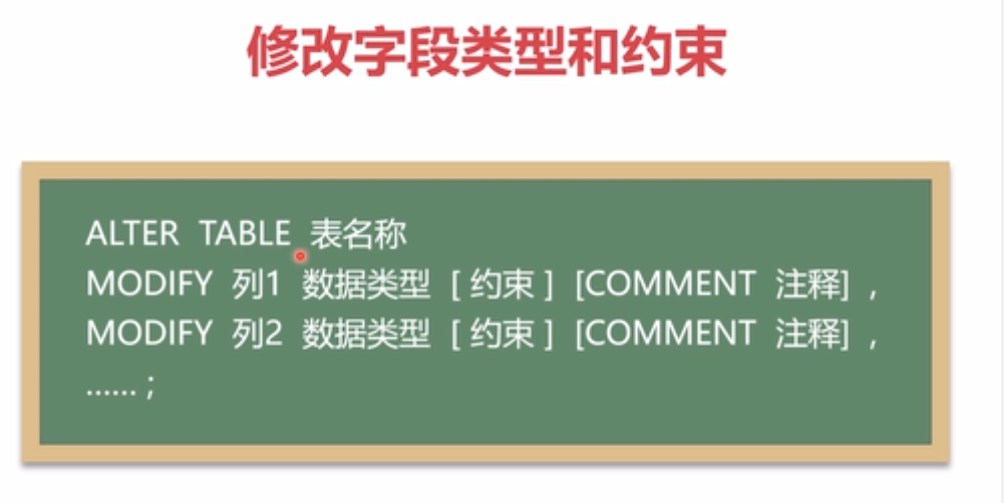 修改字段类型和约束
ALTER TABLE 表名称
MODIFY 列1 数据类型 [ 约束 ] [COMMENT 注释] ,
MODIFY 列2 数据类型 [ 约束 ] [COMMENT 注释] ,
...... ;